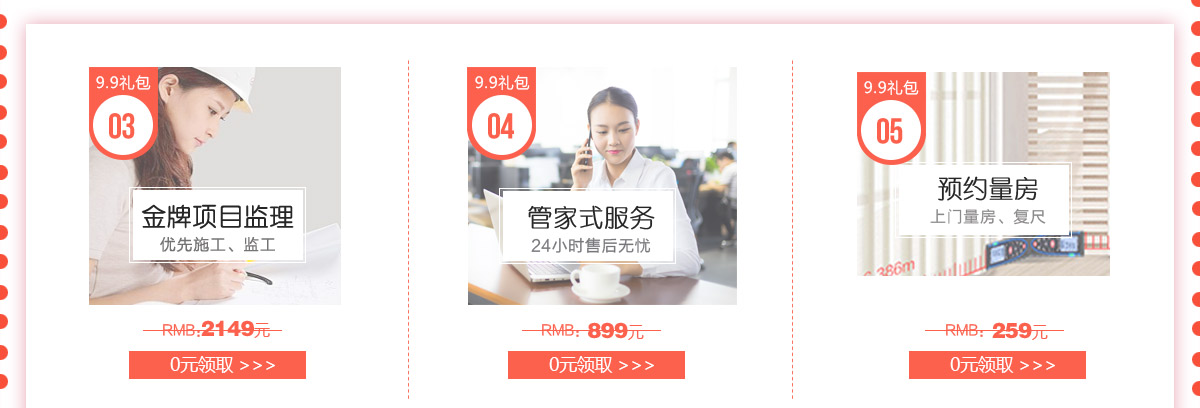 9.9礼包
03
金牌项目监理
优先施工、监工
RMB:2149元
0元领取 >>>
9.9礼包
04
管家式服务
24小时售后无忧
RMB: 899元
0元领取 >>>
9.9礼包
05
预约量房
上门量房、复尺
6.386m
RMB: 259元
0元领取 >>>